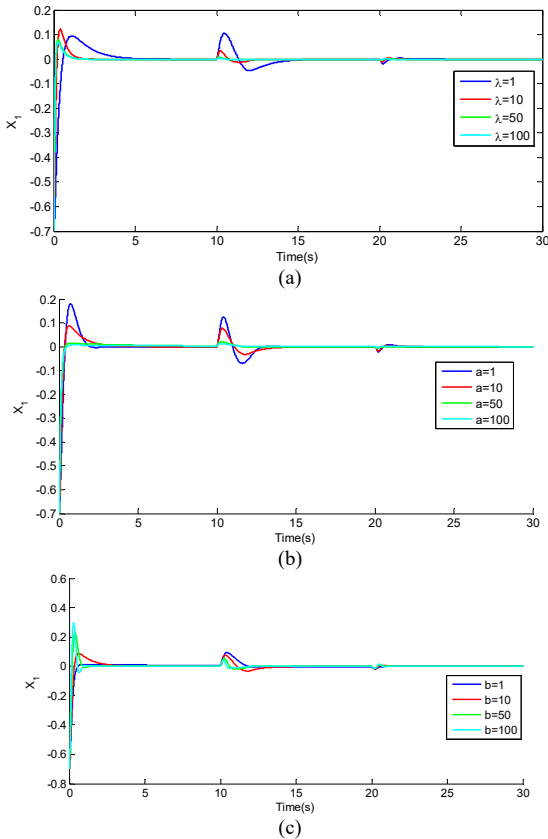 0.2
0.1
0
-0.1
-0.2
-0.3
-0.4
-0.5
-0.6
-0.7
X1
0 5 10 15 20 25 30
Time(s)
λ=1
λ=10
λ=50
λ=100
(a)
0.2
0.1
0
-0.1
-0.2
-0.3
-0.4
-0.5
-0.6
-0.7
X1
0 5 10 15 20 25 30
Time(s)
a=1
a=10
a=50
a=100
(b)
0.6
0.4
0.2
0
-0.2
-0.4
-0.6
-0.8
X1
0 5 10 15 20 25 30
Time(s)
b=1
b=10
b=50
b=100
(c)